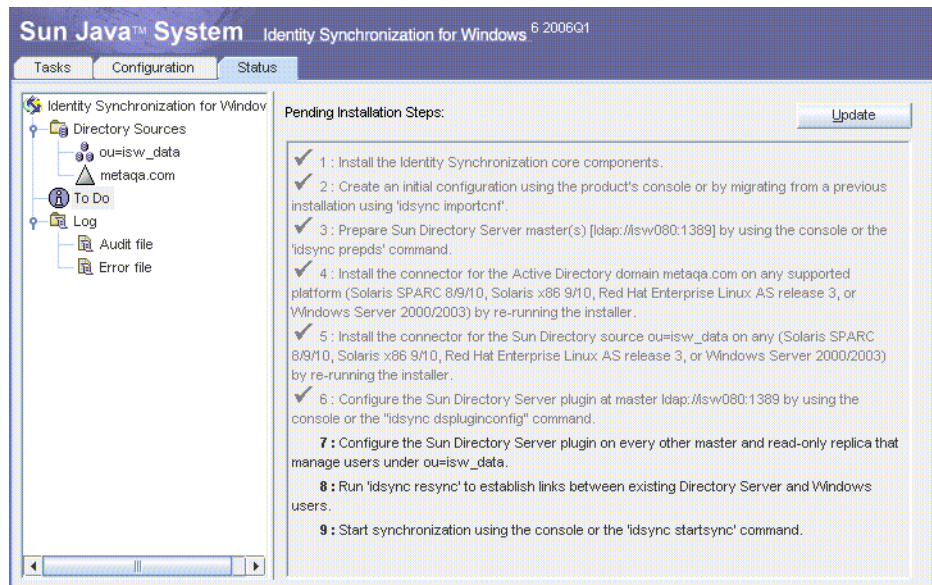 Sun Java™ System Identity Synchronization for Windows 6 2006Q1
Tasks Configuration Status
Identity Synchronization for Windov
Directory Sources
ou=isw_data
metaqa.com
To Do
Log
Audit file
Error file
Pending Installation Steps:
Update
1 : Install the Identity Synchronization core components.
2 : Create an initial configuration using the product's console or by migrating from a previous
installation using 'idsync importcnf'.
3 : Prepare Sun Directory Server master(s) [ldap://isw080:1389] by using the console or the
'idsync prepds' command.
4 : Install the connector for the Active Directory domain metaqa.com on any supported
platform (Solaris SPARC 8/9/10, Solaris x86 9/10, Red Hat Enterprise Linux AS release 3, or
Windows Server 2000/2003) by re-running the installer.
5 : Install the connector for the Sun Directory source ou=isw_data on any (Solaris SPARC
8/9/10, Solaris x86 9/10, Red Hat Enterprise Linux AS release 3, or Windows Server 2000/2003)
by re-running the installer.
6 : Configure the Sun Directory Server plugin at master ldap://isw080:1389 by using the
console or the "idsync dspluginconfig" command.
7 : Configure the Sun Directory Server plugin on every other master and read-only replica that
manage users under ou=isw_data.
8 : Run 'idsync resync' to establish links between existing Directory Server and Windows
users.
9 : Start synchronization using the console or the 'idsync startsync' command.